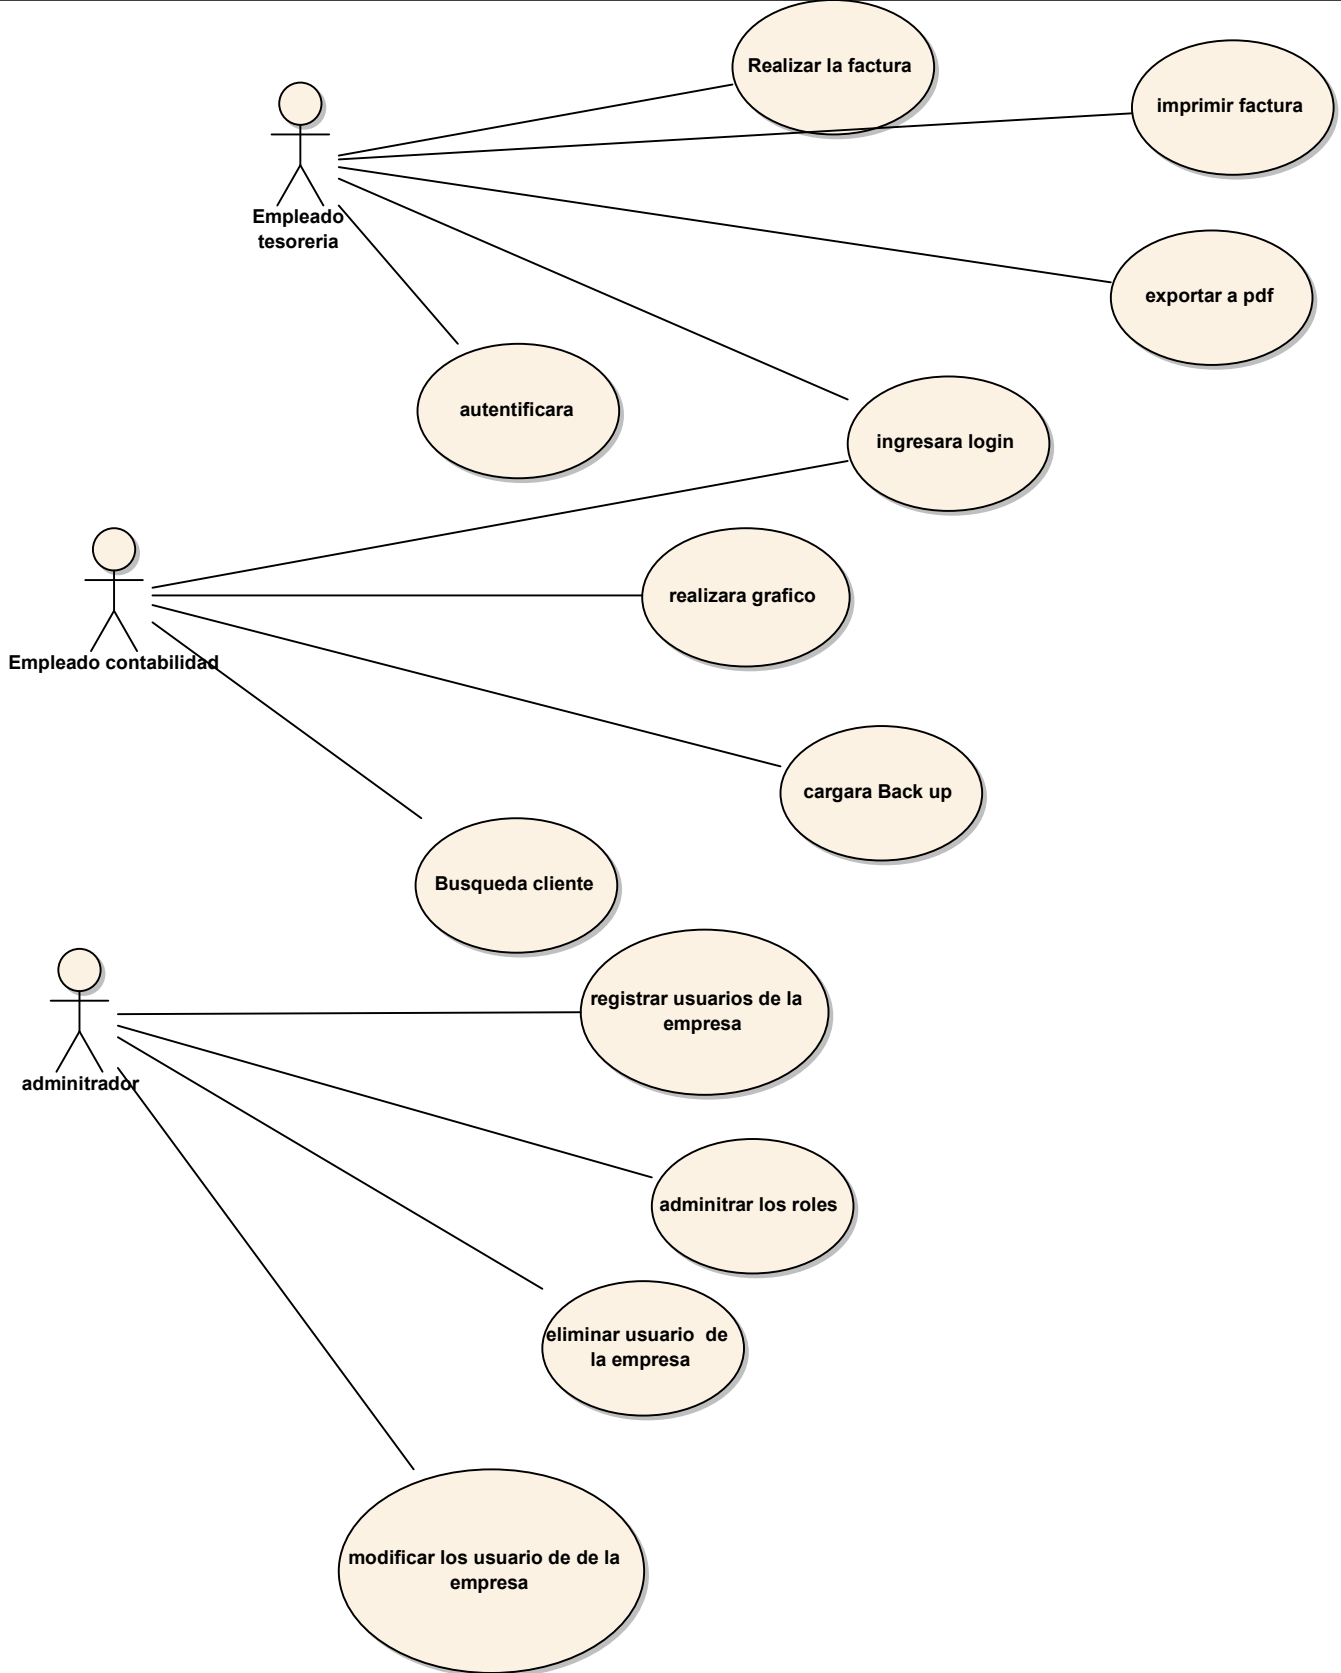 Realizar la factura
imprimir factura
Empleado
tesoreria
exportar a pdf
autentificara
ingresara login
realizara grafico
Empleado contabilidad
cargara Back up
Busqueda cliente
registrar usuarios de la
empresa
adminitrador
adminitrar los roles
eliminar usuario  de
la empresa
modificar los usuario de de la
empresa